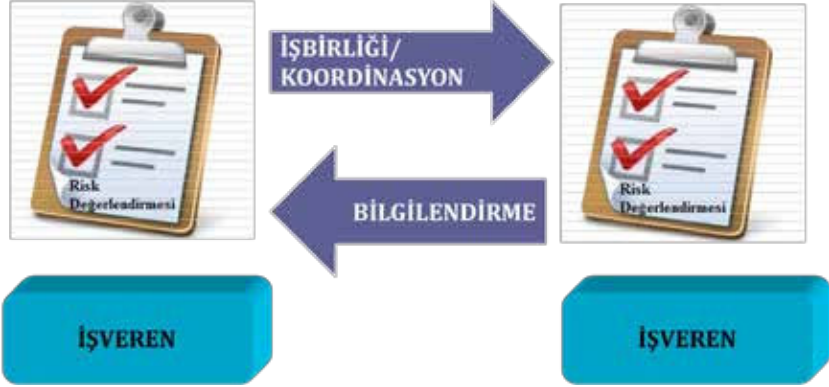 İŞBİRLİĞİ/
KOORDİNASYON
Risk
Değerlendirmesi
Risk
Değerlendirmesi
BİLGİLENDİRME
İŞVEREN
İŞVEREN